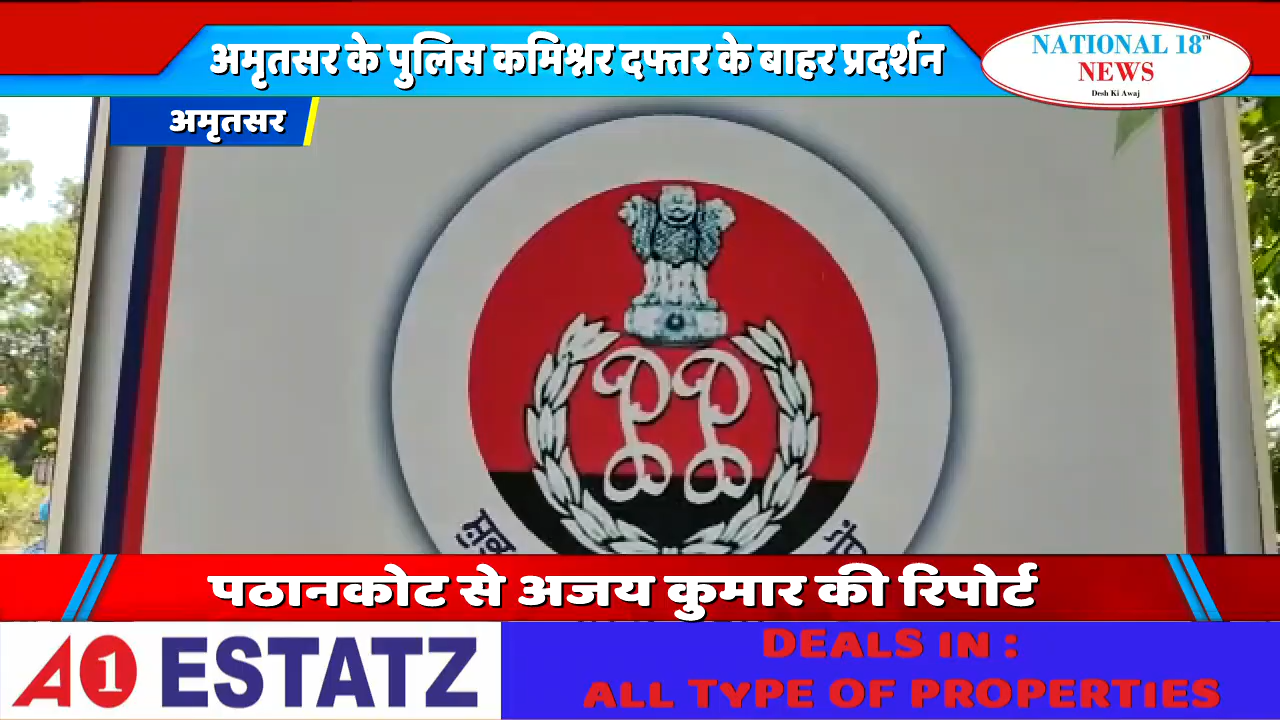 अमृतसर के पुलिस कमिश्नर दफ्तर के बाहर प्रदर्शन
NATIONAL 18™
NEWS
Desh Ki Awaj
अमृतसर
PP
पठानकोट से अजय कुमार की रिपोर्ट
A1 ESTATZ
DEALS IN :
ALL TYPE OF PROPERTIES